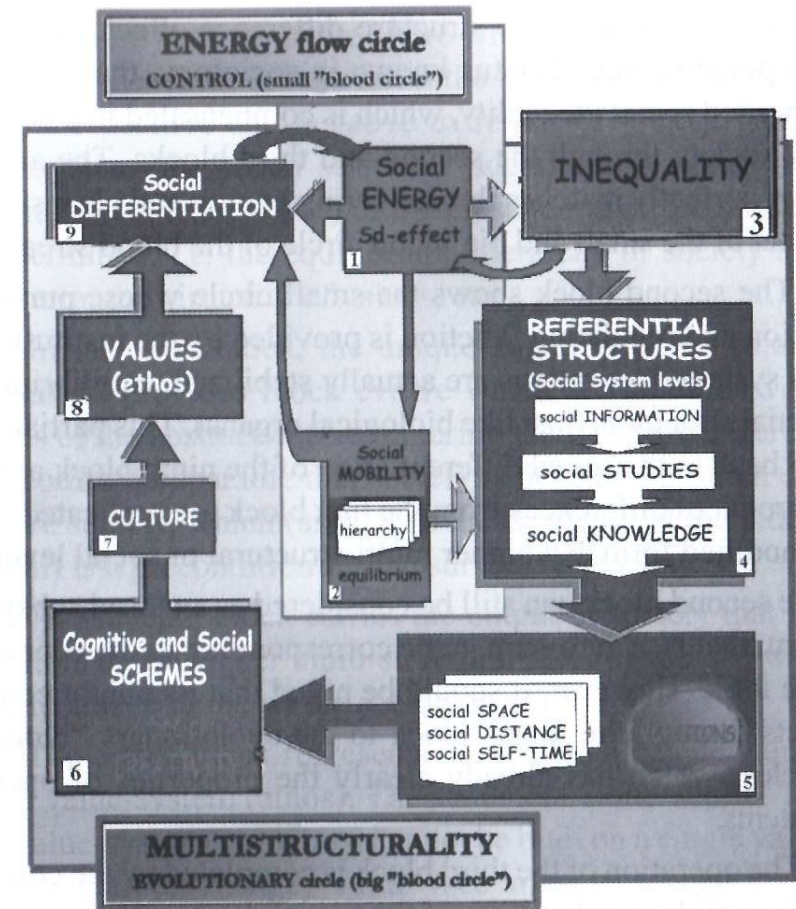 ENERGY flow circle
CONTROL (small "blood circle")
Social
DIFFERENTIATION
9
Social
ENERGY
Sd-effect
1
INEQUALITY
3
VALUES
(ethos)
8
REFERENTIAL
STRUCTURES
(Social System levels)
social INFORMATION
social STUDIES
social KNOWLEDGE
4
CULTURE
7
Social
MOBILITY
hierarchy
equilibrium
2
Cognitive and Social
SCHEMES
6
social SPACE
social DISTANCE
social SELF-TIME
5
MULTISTRUCTURALITY
EVOLUTIONARY circle (big "blood circle")